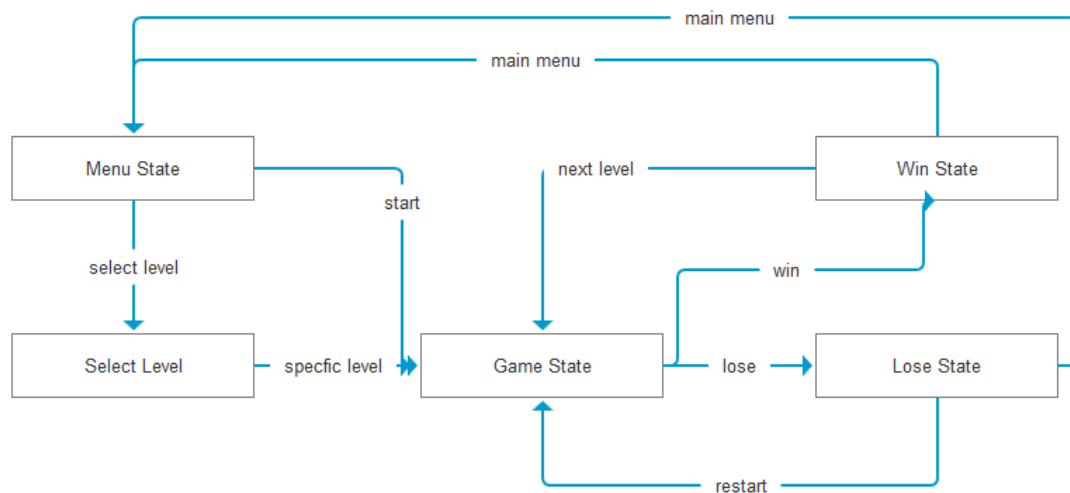 main menu
main menu
Menu State
next level
Win State
start
select level
win
Select Level
specfic level
Game State
lose
Lose State
restart